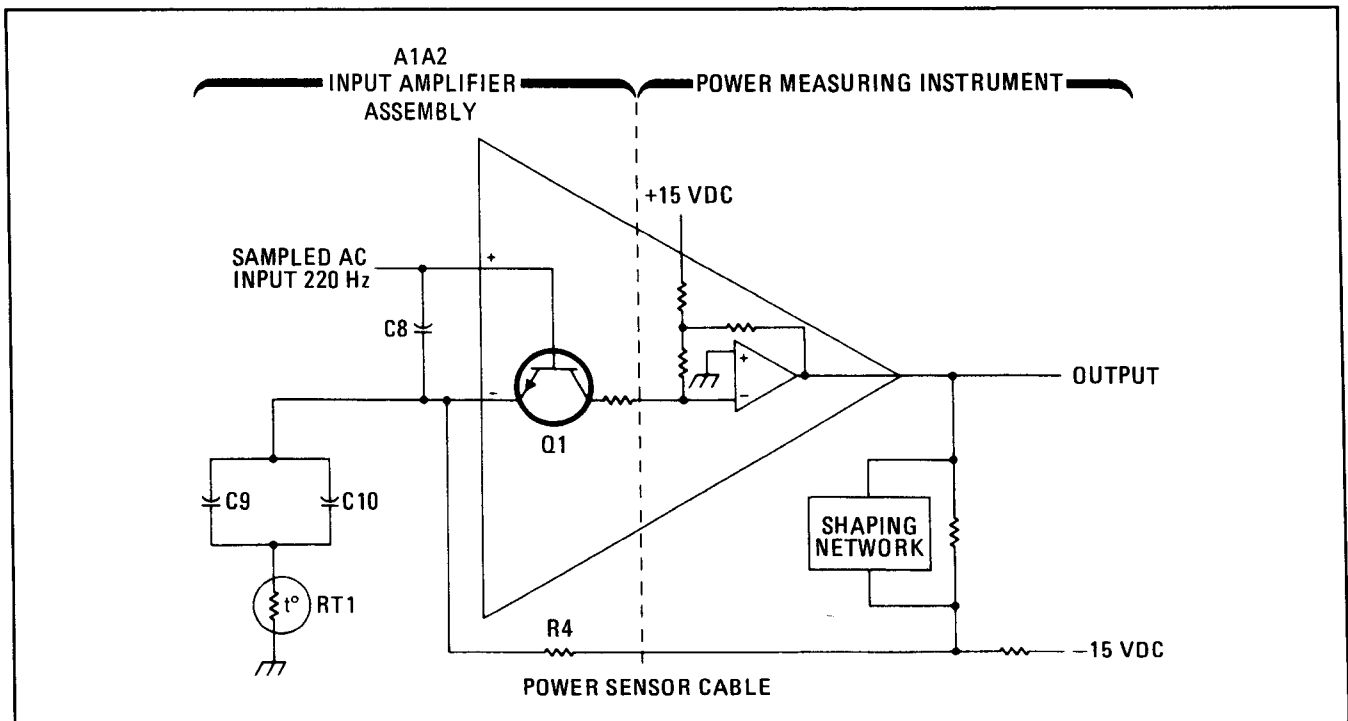 A1A2
INPUT AMPLIFIER
ASSEMBLY
POWER MEASURING INSTRUMENT
+15 VDC
SAMPLED AC
INPUT 220 Hz
+
C8
-
Q1
+
-
OUTPUT
C9
C10
SHAPING
NETWORK
t°
RT1
R4
−15 VDC
POWER SENSOR CABLE